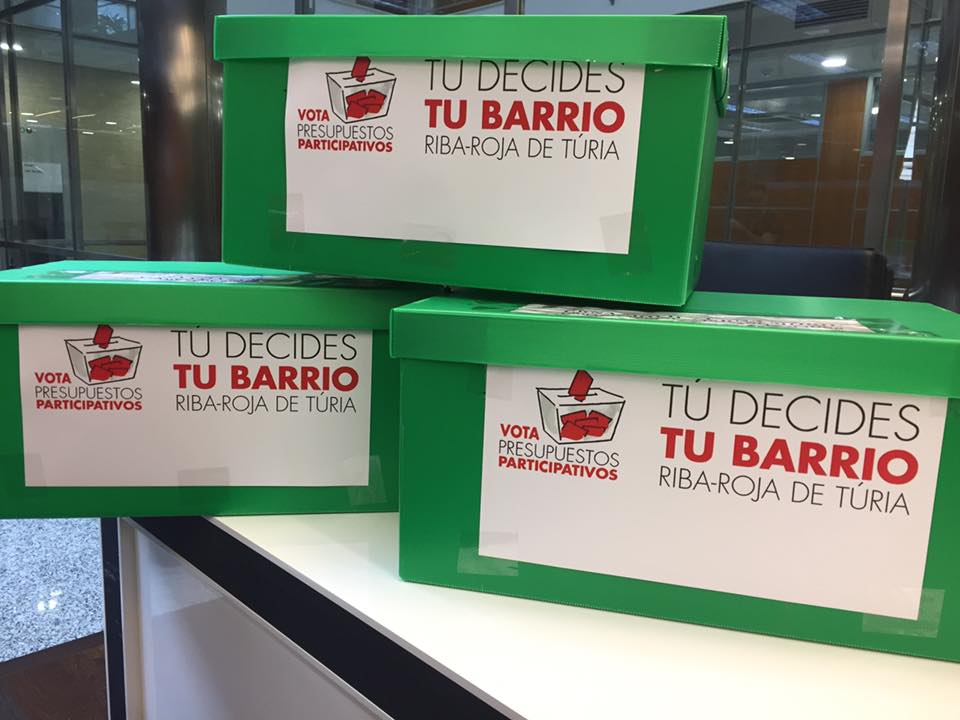 VOTA
PRESUPUESTOS
PARTICIPATIVOS
TÚ DECIDES
TU BARRIO
RIBA-ROJA DE TÚRIA
VOTA
PRESUPUESTOS
PARTICIPATIVOS
TÚ DECIDES
TU BARRIO
RIBA-ROJA DE TÚRIA
VOTA
PRESUPUESTOS
PARTICIPATIVOS
TÚ DECIDES
TU BARRIO
RIBA-ROJA DE TÚRIA